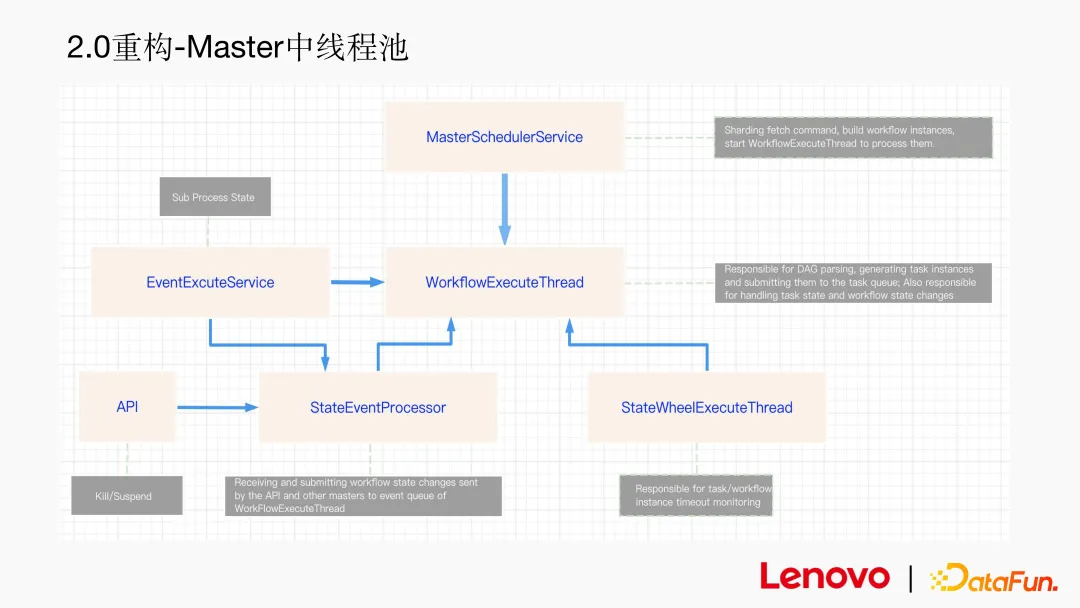 2.0重构-Master中线程池
MasterSchedulerService
Sharding fetch command, build workflow instances,
start WorkflowExecuteThread to process them.
Sub Process State
EventExcuteService
WorkflowExecuteThread
Responsible for DAG parsing, generating task instances
and submitting them to the task queue; Also responsible
for handling task state and workflow state changes
API
StateEventProcessor
StateWheelExecuteThread
Kill/Suspend
Receiving and submitting workflow state changes sent
by the API and other masters to event queue of
WorkFlowExecuteThread
Responsible for task/workflow
instance timeout monitoring
Lenovo | DataFun.